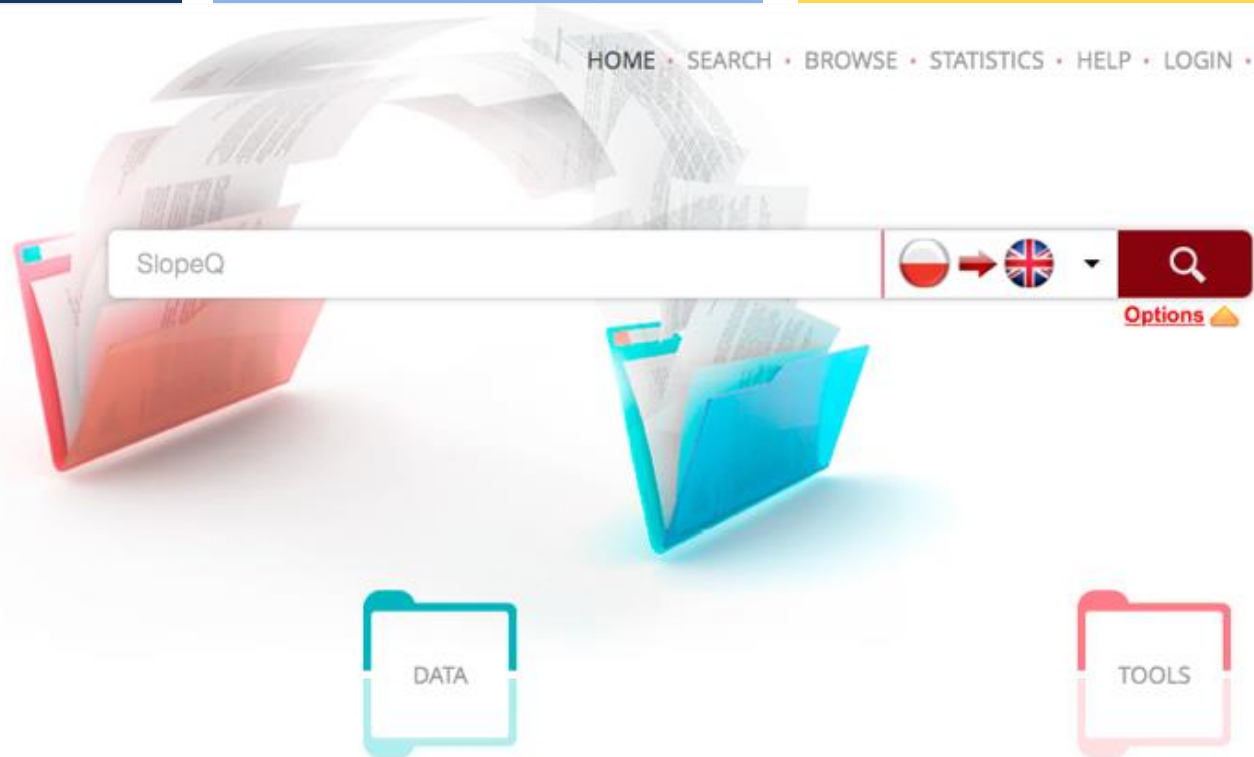 HOME • SEARCH • BROWSE • STATISTICS • HELP • LOGIN •
SlopeQ
Options
DATA
TOOLS